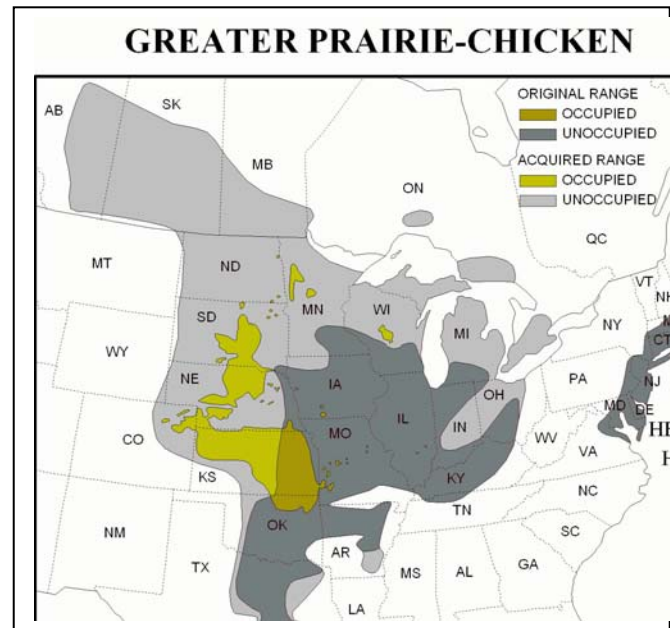 GREATER PRAIRIE-CHICKEN
ORIGINAL RANGE
OCCUPIED
UNOCCUPIED
ACQUIRED RANGE
OCCUPIED
UNOCCUPIED
AB
SK
MB
ON
QC
MT
ND
MN
WI
MI
VT
NH
NY
CT
SD
WY
NE
IA
IL
IN
OH
PA
NJ
MD
DE
CO
KS
MO
KY
WV
VA
HE
H
NM
OK
TX
AR
TN
NC
SC
MS
AL
GA
LA